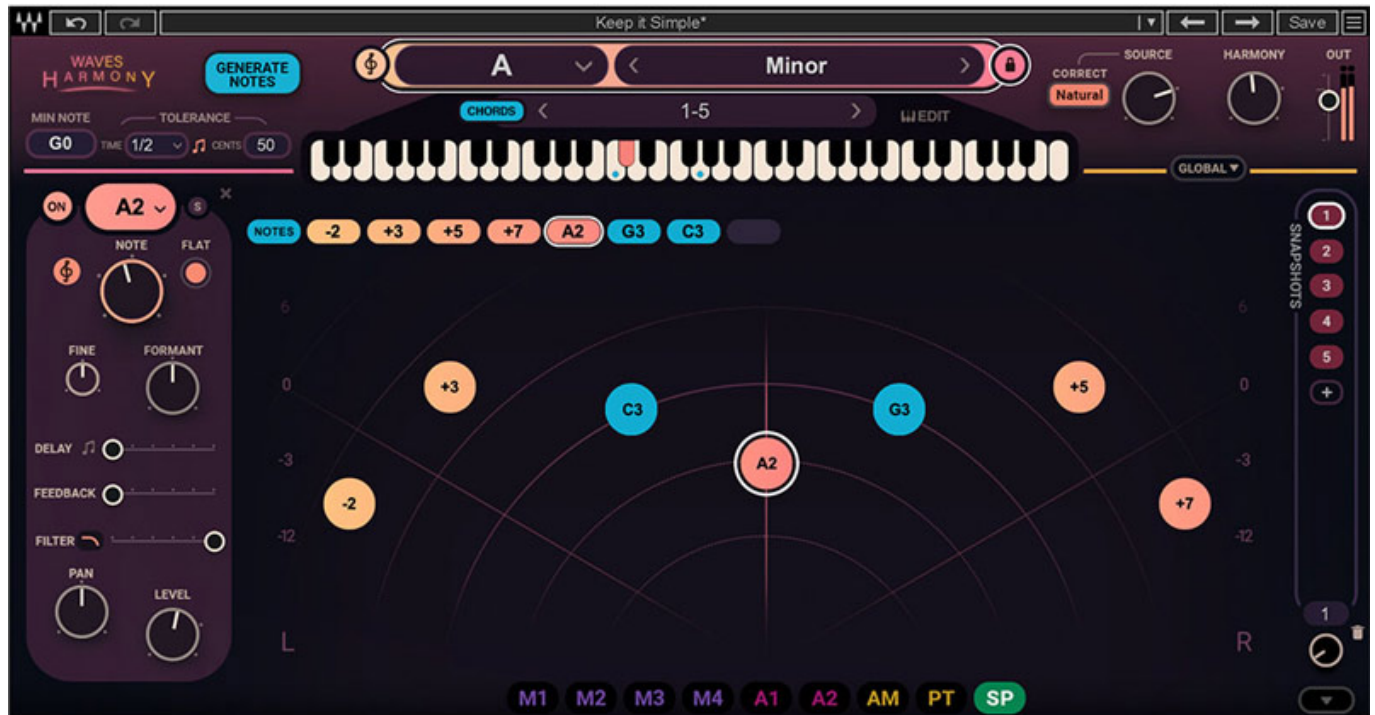 Keep it Simple*
Save
WAVES
HARMONY
GENERATE
NOTES
A
Minor
CORRECT
Natural
SOURCE
HARMONY
OUT
CHORDS
1-5
EDIT
MIN NOTE
TOLERANCE
G0
TIME
1/2
CENTS
50
GLOBAL
ON
A2
S
NOTE
FLAT
FINE
FORMANT
DELAY
FEEDBACK
FILTER
PAN
LEVEL
NOTES
-2
+3
+5
+7
A2
G3
C3
6
6
+3
0
C3
G3
+5
0
-3
A2
-3
-2
+7
-12
-12
L
R
SNAPSHOTS
1
2
3
4
5
+
1
M1
M2
M3
M4
A1
A2
AM
PT
SP